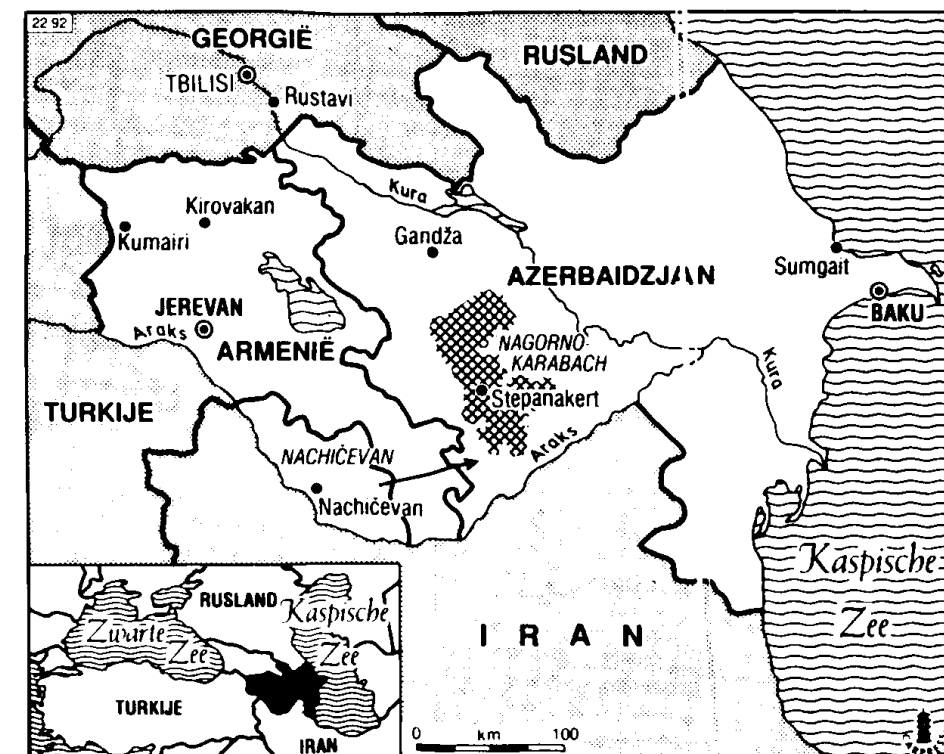 22 92
GEORGIË
RUSLAND
TBILISI
Rustavi
Kura
Kirovakan
Kumairi
Gandža
Sumgait
AZERBAIDZJAN
BAKU
JEREVAN
Araks
ARMENIË
NAGORNO-
KARABACH
Kura
Stepanakert
TURKIJE
Araks
NACHIČEVAN
Nachičevan
Kaspische
Zee
IRAN
RUSLAND
Kaspische
Zee
Zwarte
Zee
TURKIJE
IRAN
0 km 100